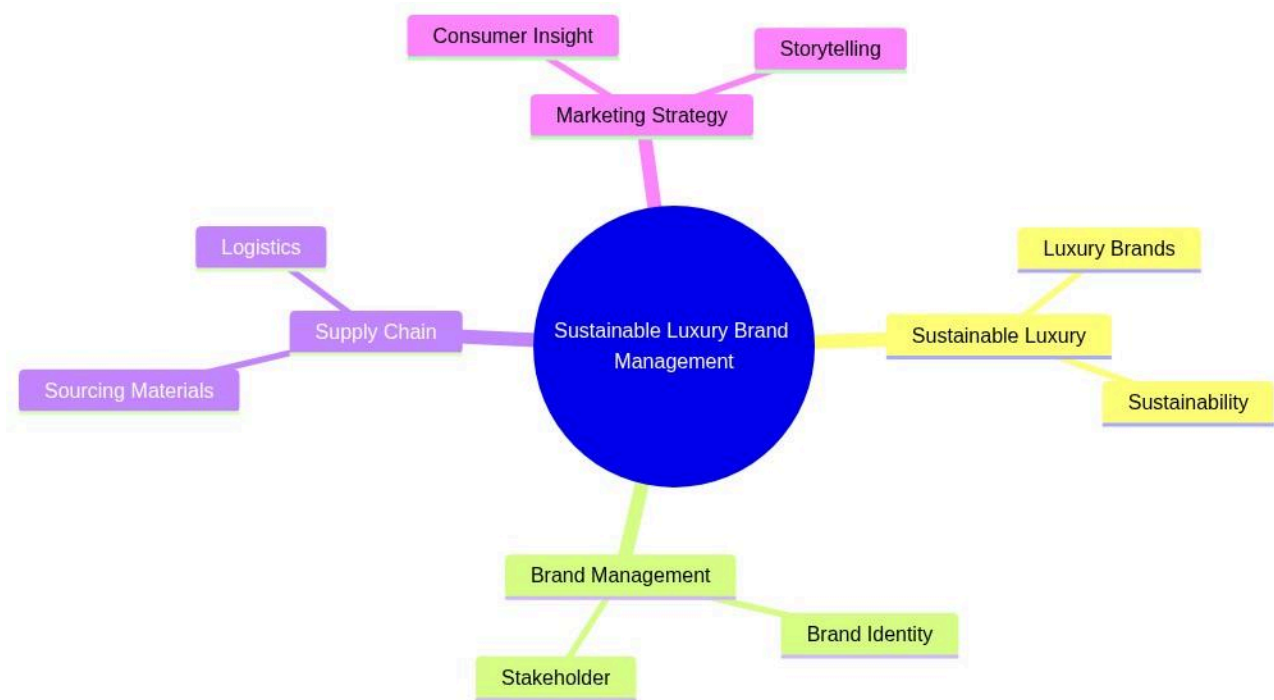 Consumer Insight
Storytelling
Marketing Strategy
Logistics
Luxury Brands
Supply Chain
Sustainable Luxury Brand
Management
Sustainable Luxury
Sourcing Materials
Sustainability
Brand Management
Brand Identity
Stakeholder